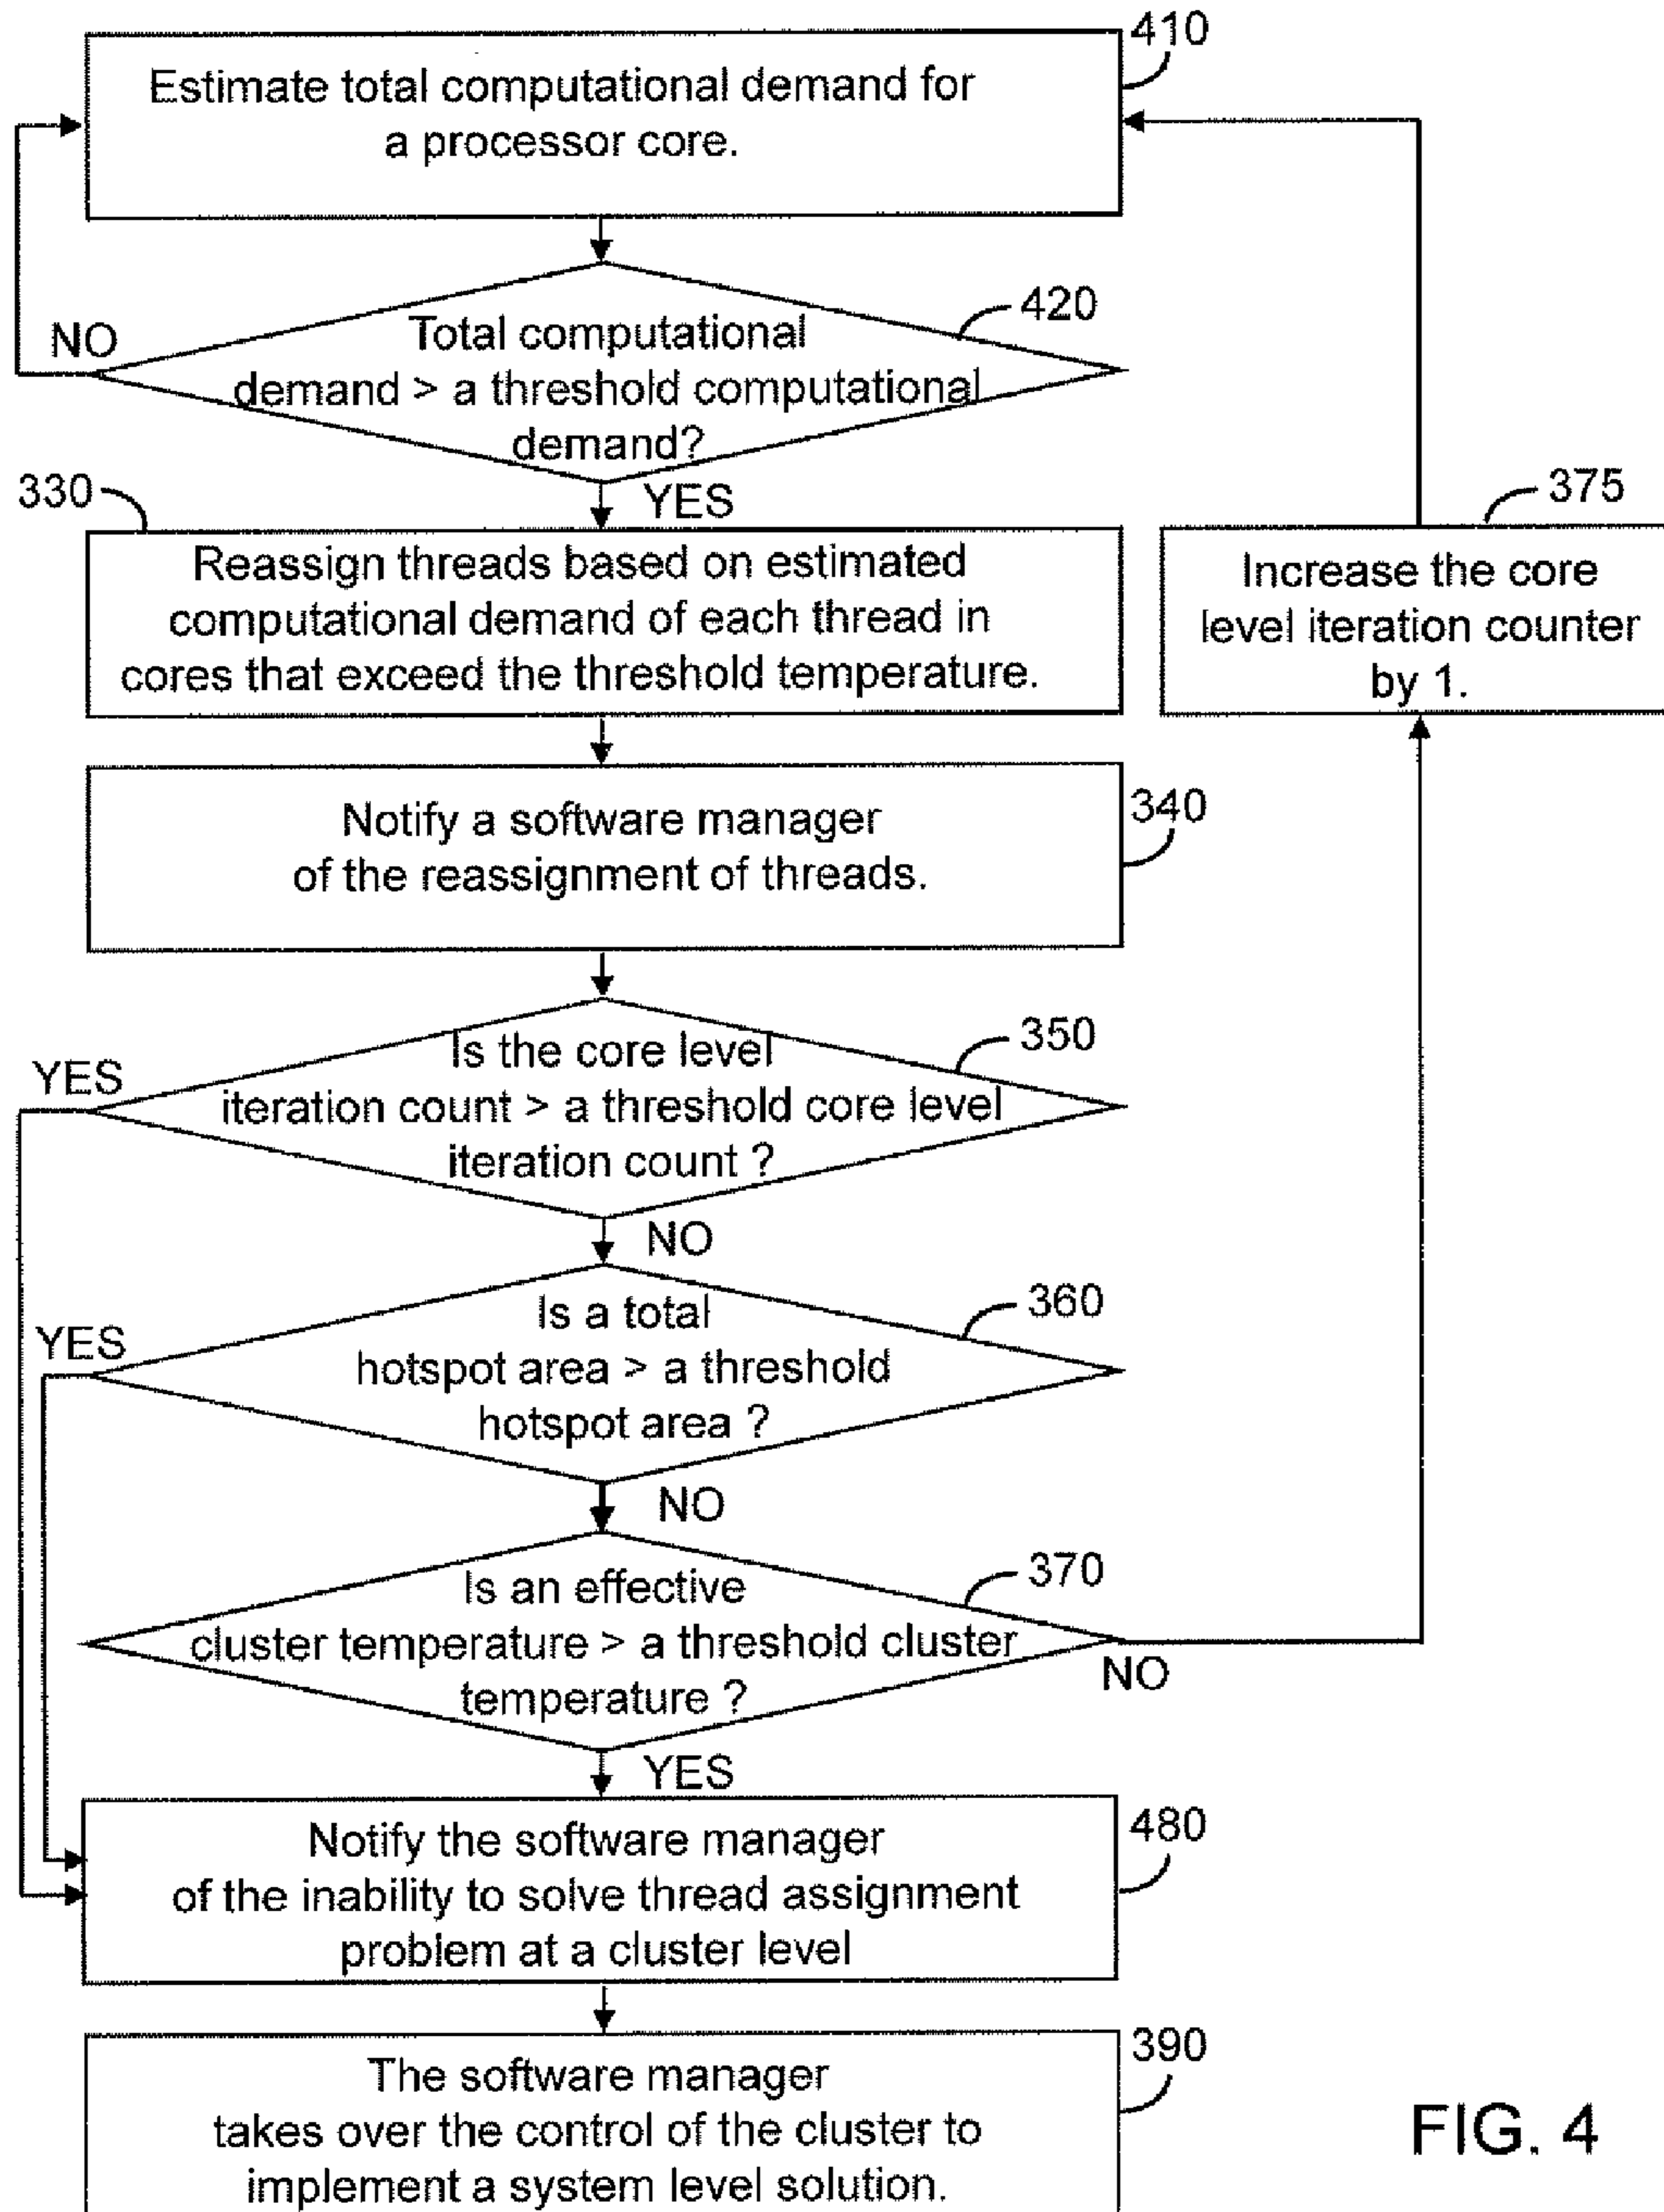 410
Estimate total computational demand for
a processor core.
420
NO
Total computational
demand > a threshold computational
demand?
330
YES
375
Reassign threads based on estimated
computational demand of each thread in
cores that exceed the threshold temperature.
Increase the core
level iteration counter
by 1.
340
Notify a software manager
of the reassignment of threads.
350
YES
Is the core level
iteration count > a threshold core level
iteration count ?
NO
360
YES
Is a total
hotspot area > a threshold
hotspot area ?
NO
370
Is an effective
cluster temperature > a threshold cluster
temperature ?
NO
YES
480
Notify the software manager
of the inability to solve thread assignment
problem at a cluster level
390
The software manager
takes over the control of the cluster to
implement a system level solution.
FIG. 4